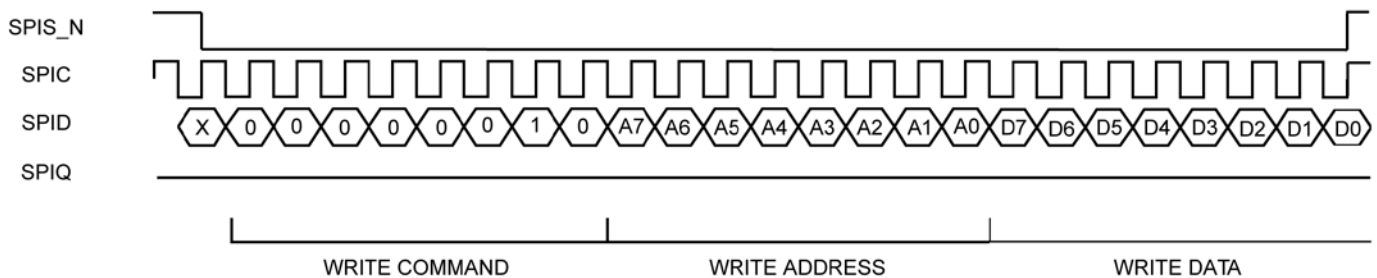 SPIS_N
SPIC
SPID X 0 0 0 0 0 0 1 0 A7 A6 A5 A4 A3 A2 A1 A0 D7 D6 D5 D4 D3 D2 D1 D0
SPIQ
WRITE COMMAND WRITE ADDRESS WRITE DATA